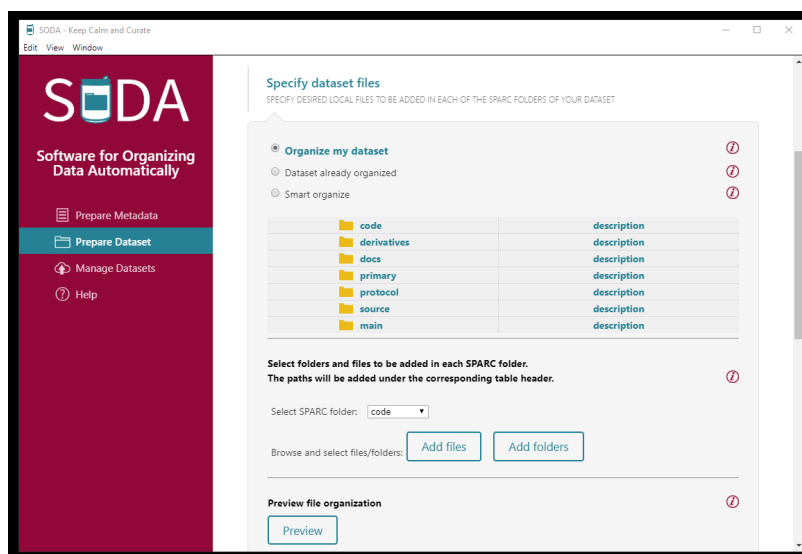 SODA - Keep Calm and Curate
Edit View Window
SODA
Software for Organizing
Data Automatically
Prepare Metadata
Prepare Dataset
Manage Datasets
Help
Specify dataset files
SPECIFY DESIRED LOCAL FILES TO BE ADDED IN EACH OF THE SPARC FOLDERS OF YOUR DATASET
Organize my dataset
Dataset already organized
Smart organize
code description
derivatives description
docs description
primary description
protocol description
source description
main description
Select folders and files to be added in each SPARC folder.
The paths will be added under the corresponding table header.
Select SPARC folder: code
Browse and select files/folders: Add files Add folders
Preview file organization
Preview